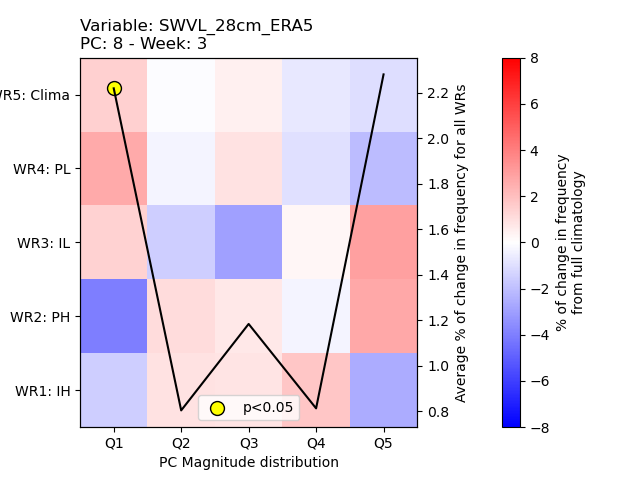 Variable: SWVL_28cm_ERA5
PC: 8 - Week: 3
WR5: Clima
WR4: PL
WR3: IL
WR2: PH
WR1: IH
Q1 Q2 Q3 Q4 Q5
PC Magnitude distribution
p<0.05
2.2
2.0
1.8
1.6
1.4
1.2
1.0
0.8
Average % of change in frequency for all WRs
8
6
4
2
0
−2
−4
−6
−8
% of change in frequency
from full climatology